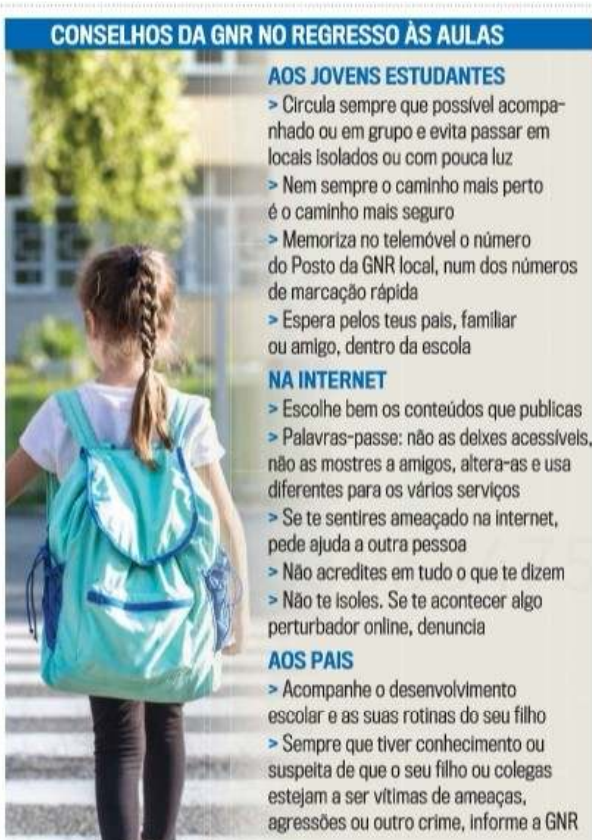 CONSELHOS DA GNR NO REGRESSO ÀS AULAS
AOS JOVENS ESTUDANTES
> Circula sempre que possível acompa-
nhado ou em grupo e evita passar em
locais isolados ou com pouca luz
> Nem sempre o caminho mais perto
é o caminho mais seguro
> Memoriza no telemóvel o número
do Posto da GNR local, num dos números
de marcação rápida
> Espera pelos teus pais, familiar
ou amigo, dentro da escola
NA INTERNET
> Escolhe bem os conteúdos que publicas
> Palavras-passe: não as deixes acessíveis,
não as mostres a amigos, altera-as e usa
diferentes para os vários serviços
> Se te sentires ameaçado na internet,
pede ajuda a outra pessoa
> Não acredites em tudo o que te dizem
> Não te isoles. Se te acontecer algo
perturbador online, denuncia
AOS PAIS
> Acompanhe o desenvolvimento
escolar e as suas rotinas do seu filho
> Sempre que tiver conhecimento ou
suspeita de que o seu filho ou colegas
estejam a ser vítimas de ameaças,
agressões ou outro crime, informe a GNR